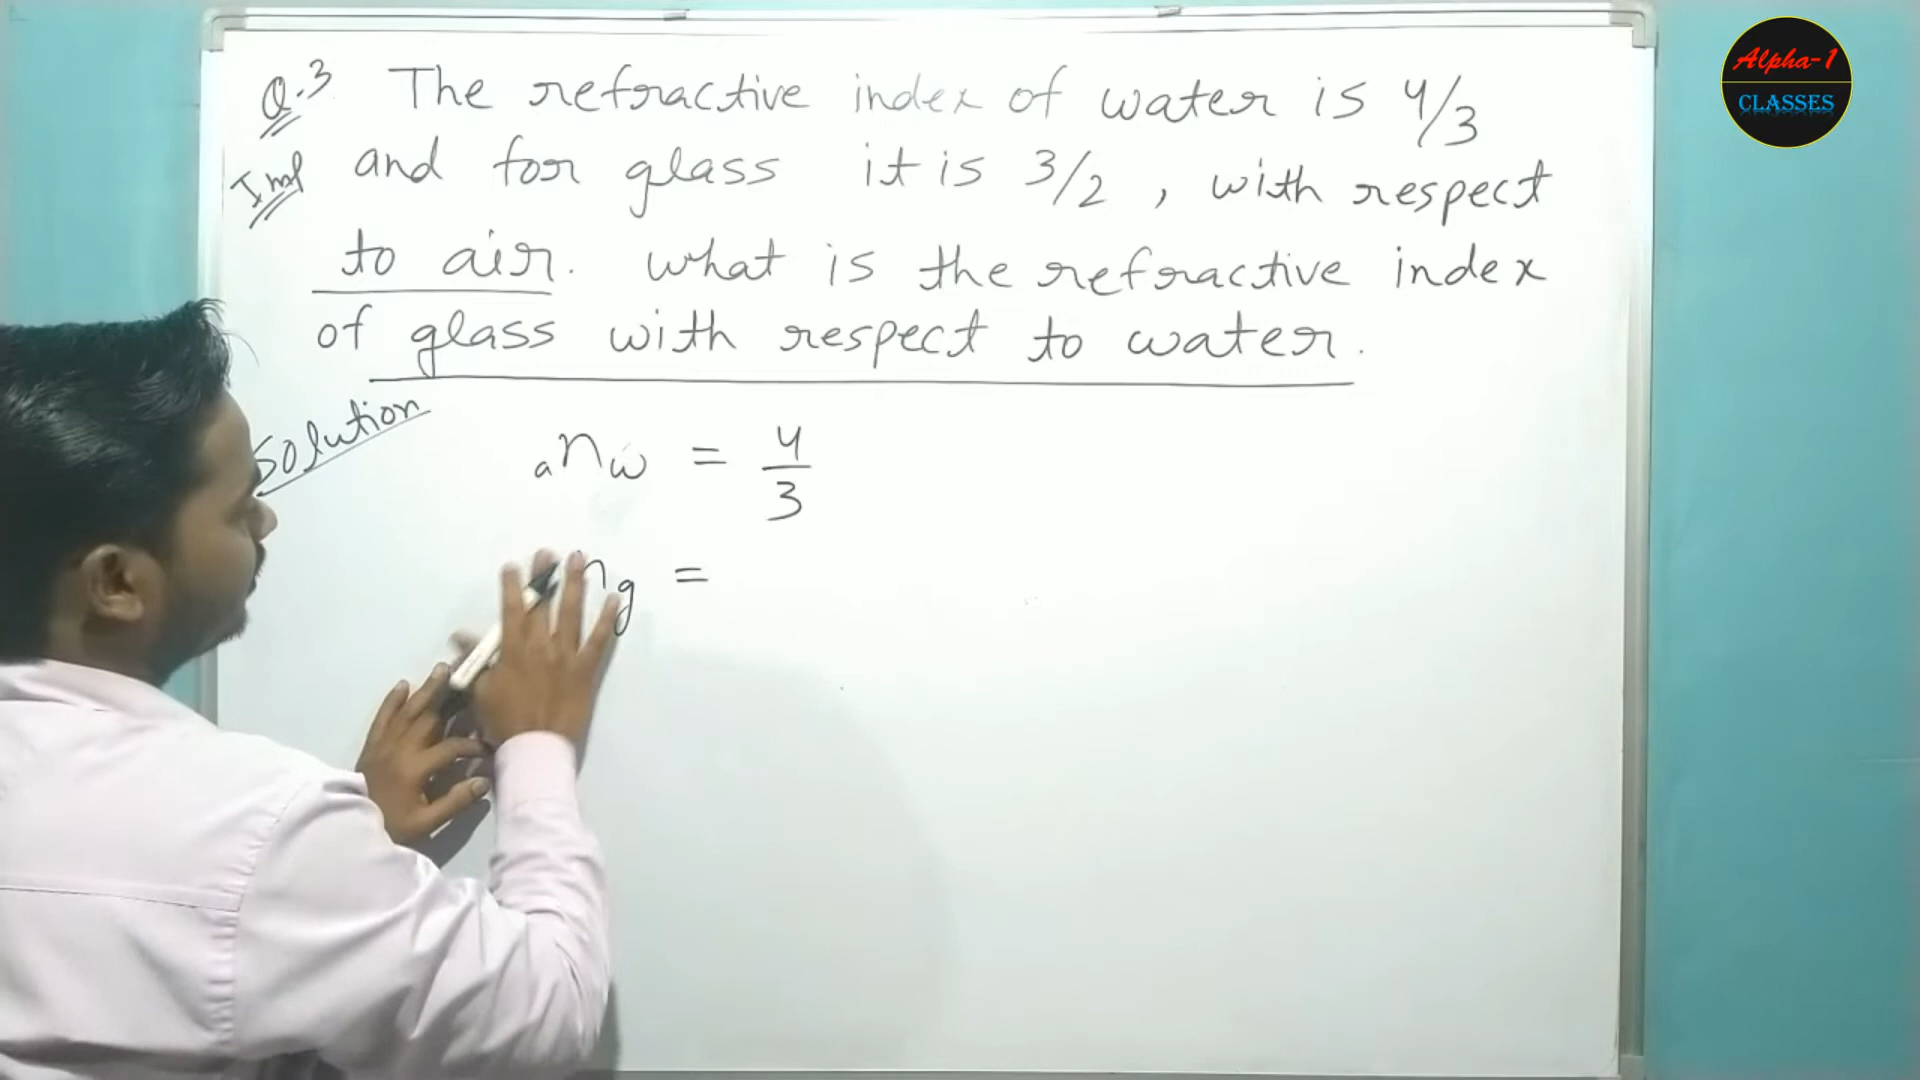 Q.3 The refractive index of water is 4/3
Imp and for glass it is 3/2, with respect
to air. what is the refractive index
of glass with respect to water.
Solution
anw = 4/3
ng =
Alpha-1
CLASSES